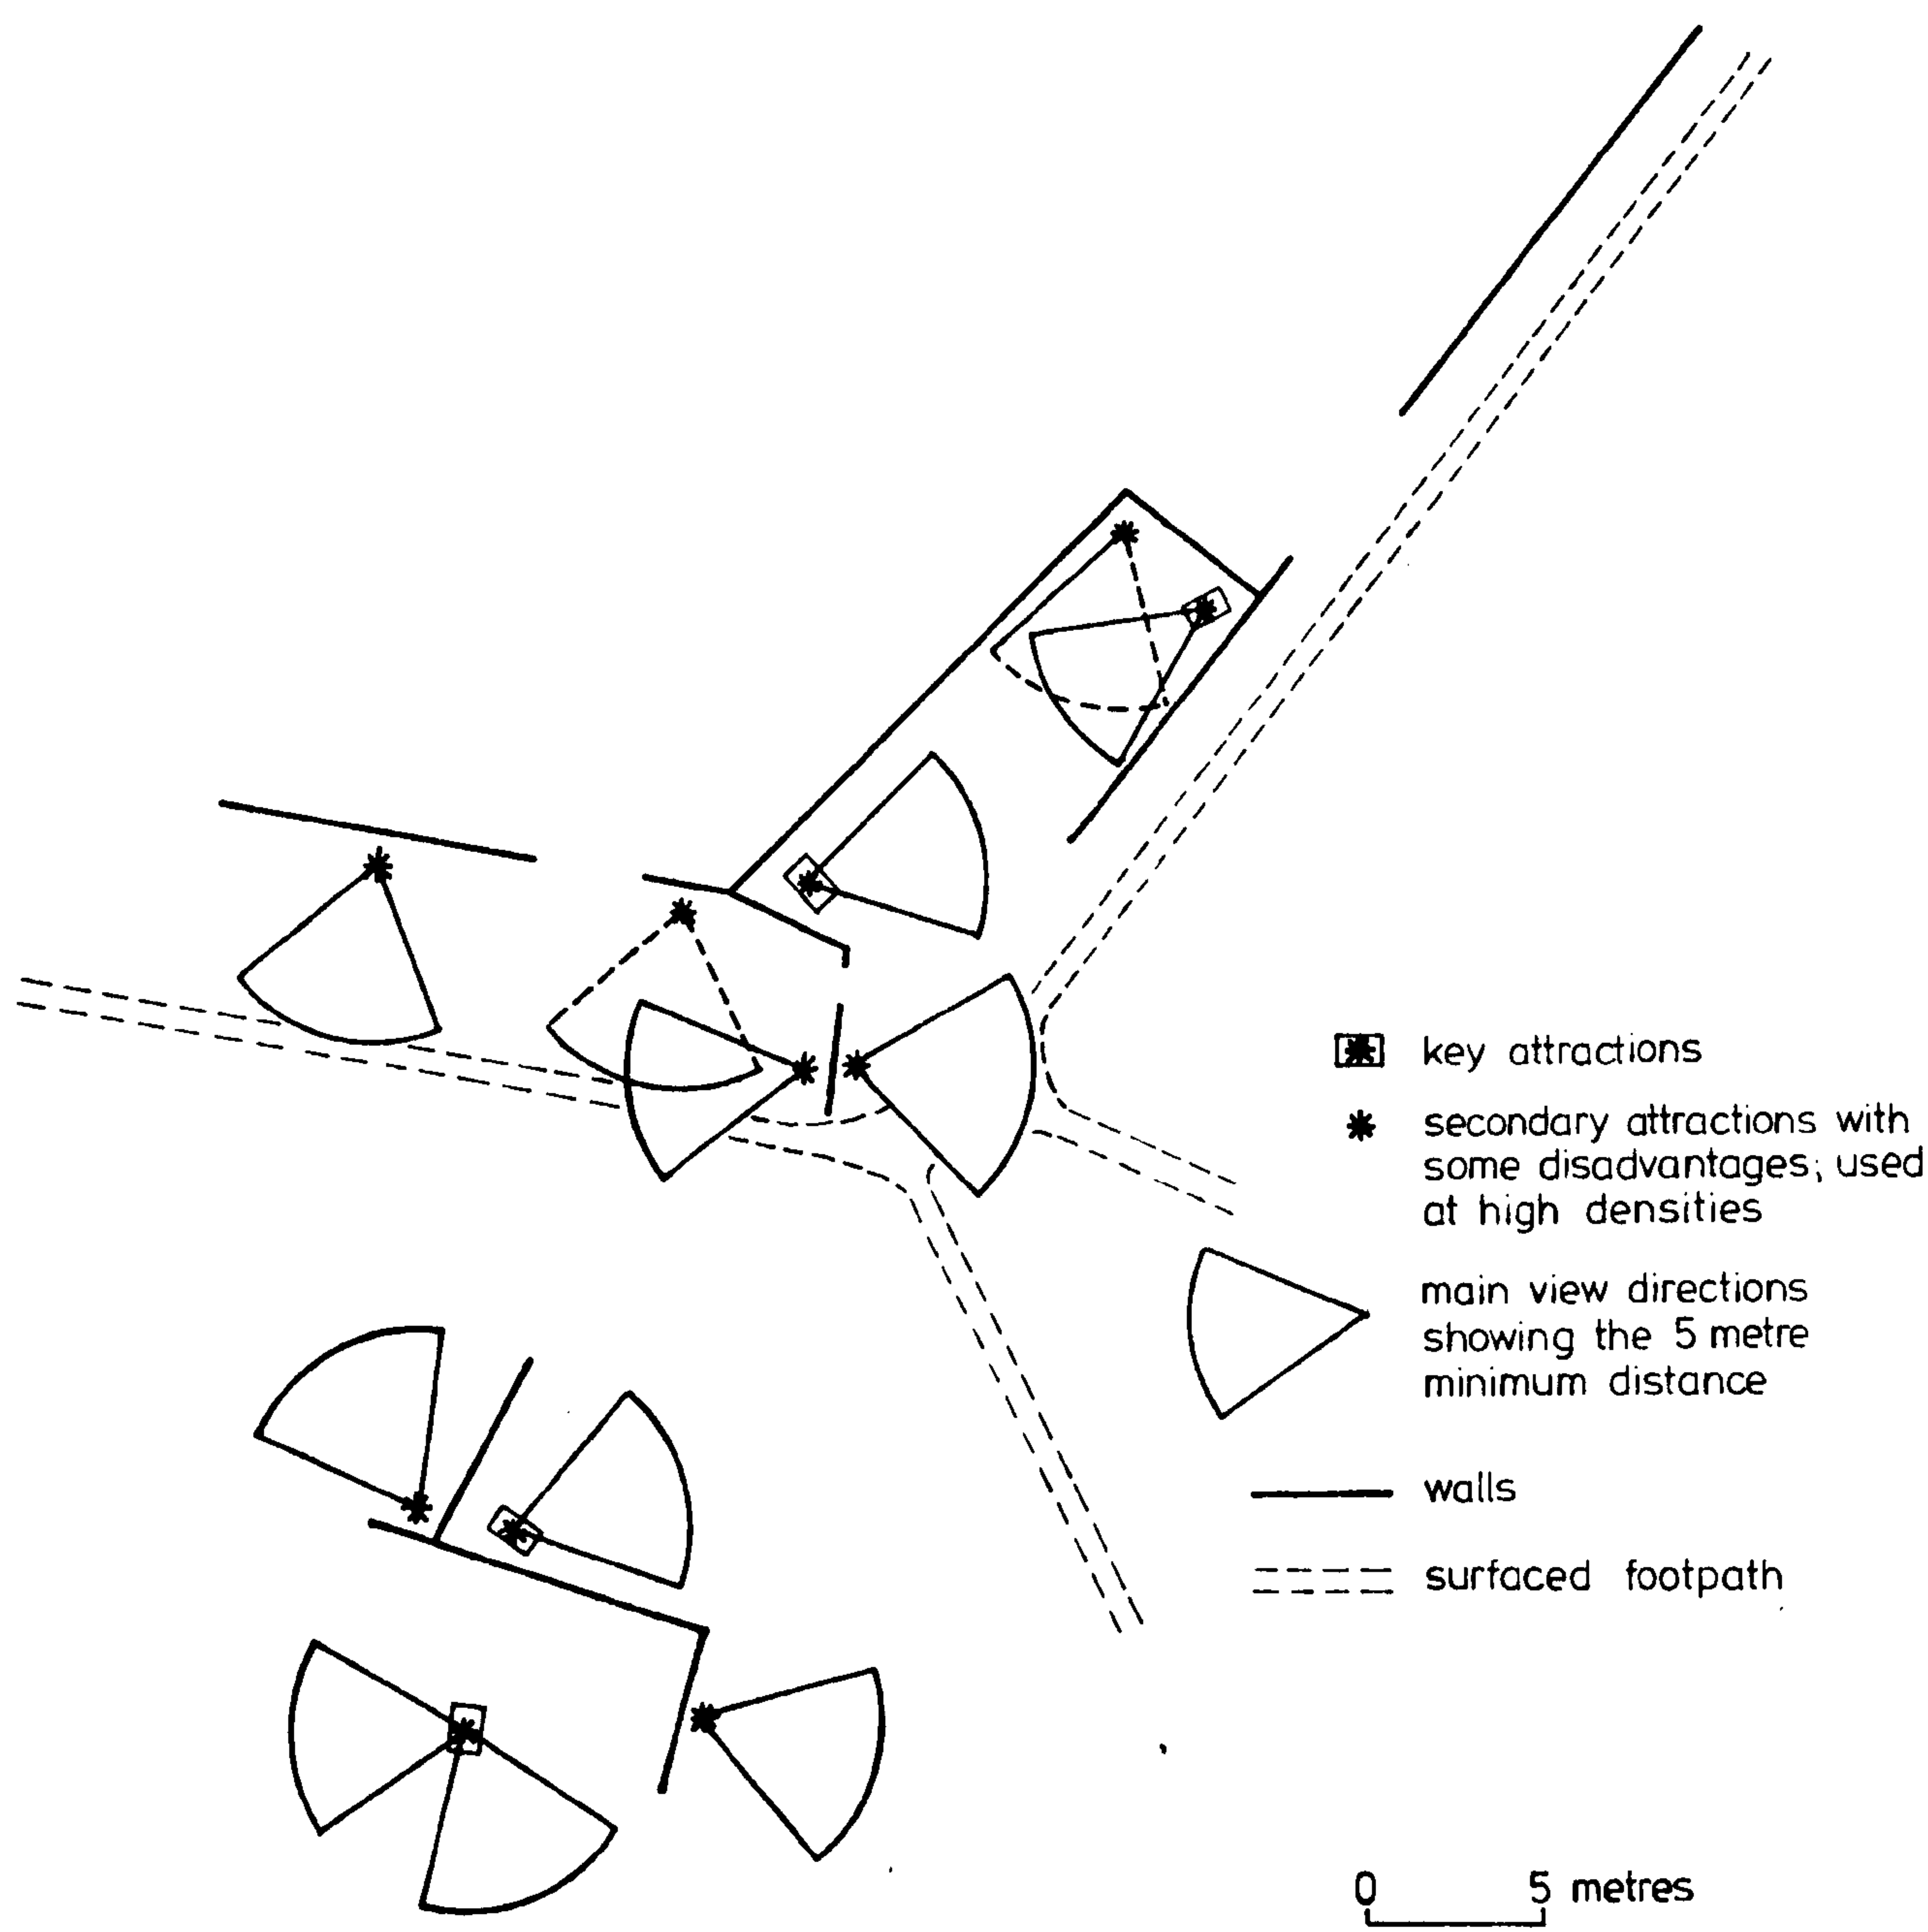 key attractions
secondary attractions with
some disadvantages; used
at high densities
main view directions
showing the 5 metre
minimum distance
walls
surfaced footpath
0 5 metres